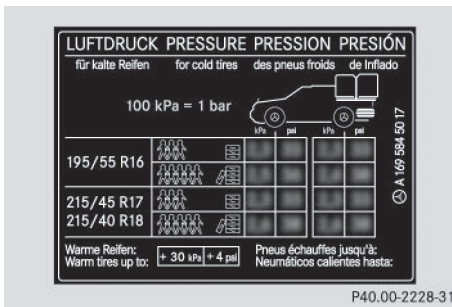 LUFTDRUCK PRESSURE PRESSION PRESIÓN
für kalte Reifen for cold tires des pneus froids de Inflado
100 kPa = 1 bar
kPa psi kPa psi
195/55 R16
215/45 R17
215/40 R18
A 169 584 50 17
Warme Reifen: + 30 kPa + 4 psi Pneus échauffes jusqu'à:
Warm tires up to: Neumáticos calientes hasta:
P40.00-2228-31